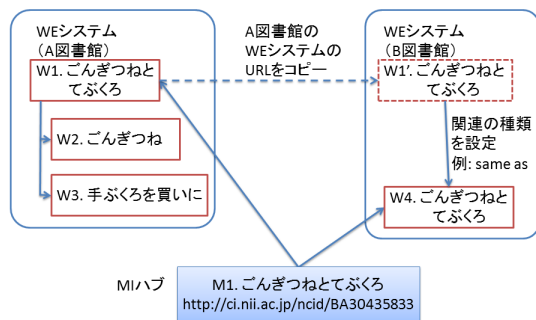 WEシステム
(A図書館)
W1. ごんぎつねと
てぶくろ
W2. ごんぎつね
W3. 手ぶくろを買いに
A図書館の
WEシステムの
URLをコピー
WEシステム
(B図書館)
W1’. ごんぎつねと
てぶくろ
関連の種類
を設定
例: same as
W4. ごんぎつねと
てぶくろ
MIハブ
M1. ごんぎつねとてぶくろ
http://ci.nii.ac.jp/ncid/BA30435833